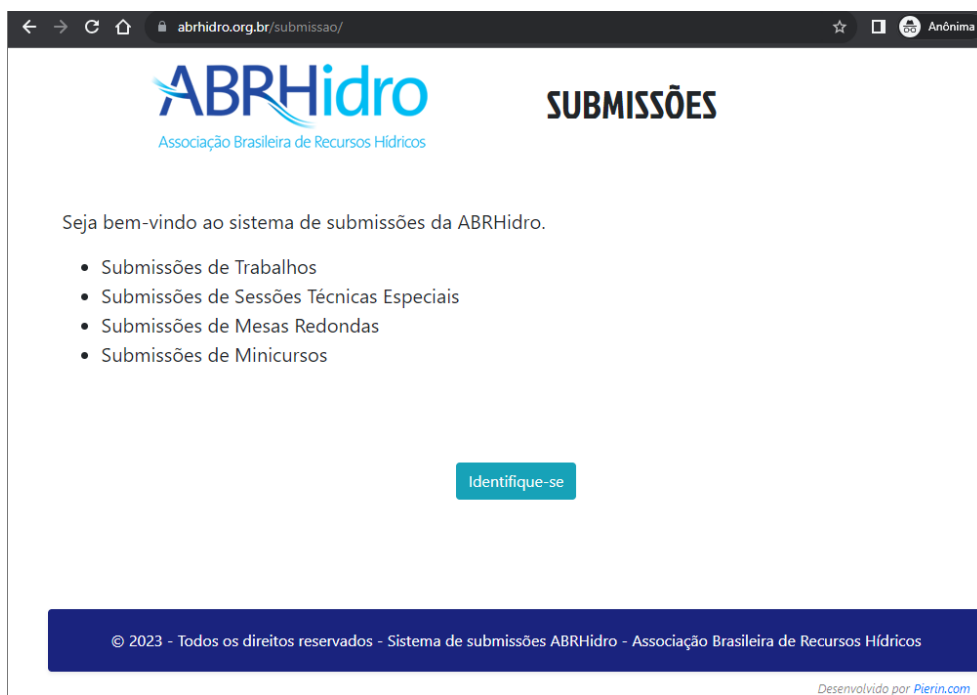 abrhidro.org.br/submissao/
Anônima
ABRHidro
SUBMISSÕES
Associação Brasileira de Recursos Hídricos
Seja bem-vindo ao sistema de submissões da ABRHidro.
• Submissões de Trabalhos
• Submissões de Sessões Técnicas Especiais
• Submissões de Mesas Redondas
• Submissões de Minicursos
Identifique-se
© 2023 - Todos os direitos reservados - Sistema de submissões ABRHidro - Associação Brasileira de Recursos Hídricos
Desenvolvido por Pierin.com